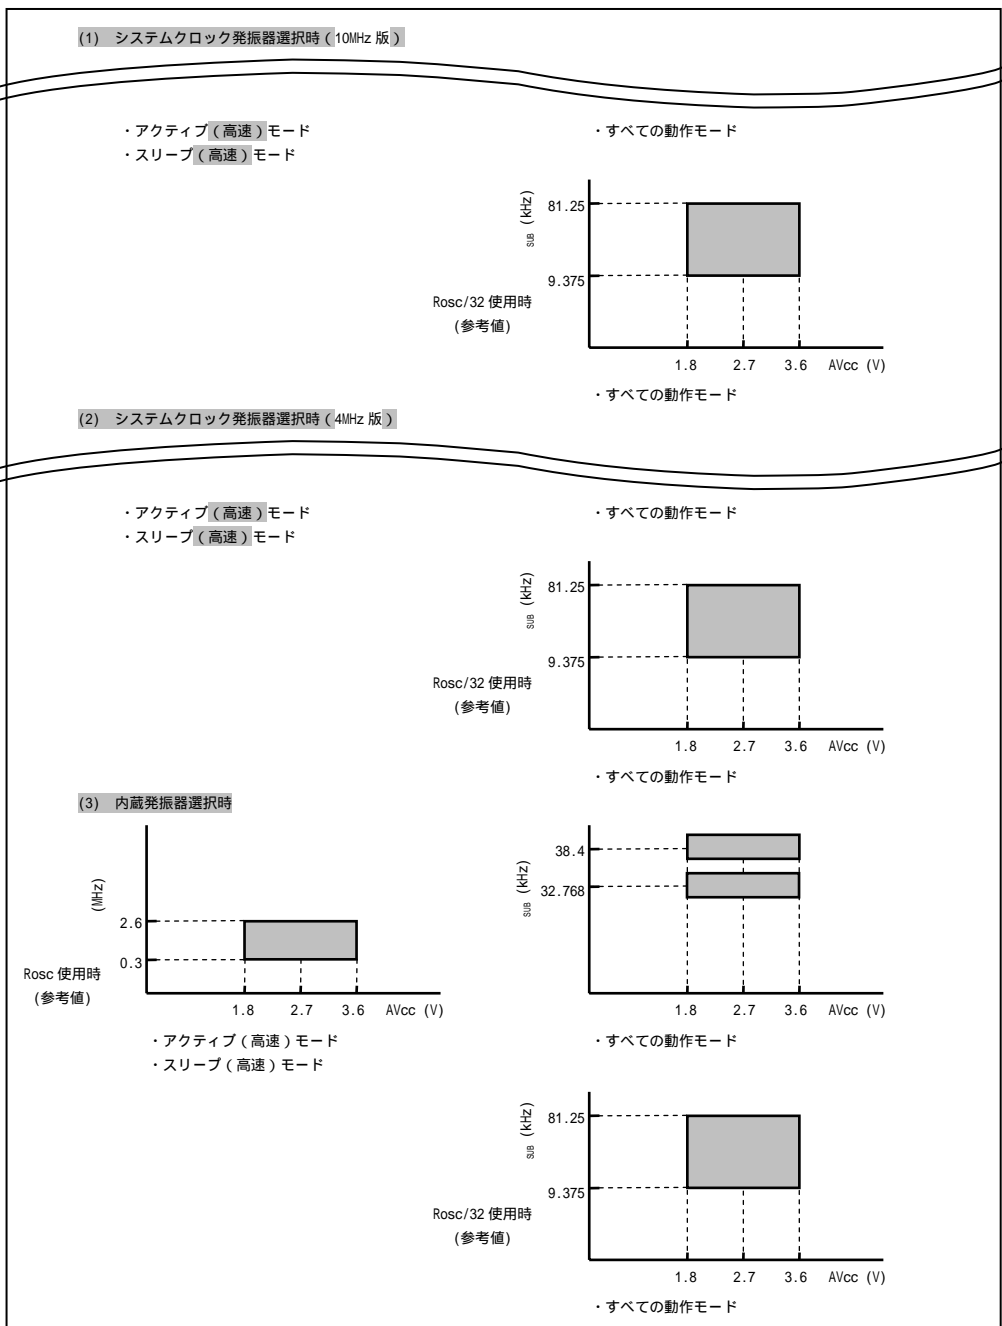 (1) システムクロック発振器選択時（10MHz 版）
・アクティブ（高速）モード
・スリープ（高速）モード
・すべての動作モード
SUB (kHz)
81.25
9.375
Rosc/32 使用時
(参考値)
1.8 2.7 3.6 AVcc (V)
・すべての動作モード
(2) システムクロック発振器選択時（4MHz 版）
・アクティブ（高速）モード
・スリープ（高速）モード
・すべての動作モード
SUB (kHz)
81.25
9.375
Rosc/32 使用時
(参考値)
1.8 2.7 3.6 AVcc (V)
・すべての動作モード
(3) 内蔵発振器選択時
(MHz)
2.6
0.3
Rosc 使用時
(参考値)
1.8 2.7 3.6 AVcc (V)
・アクティブ（高速）モード
・スリープ（高速）モード
SUB (kHz)
38.4
32.768
1.8 2.7 3.6 AVcc (V)
・すべての動作モード
SUB (kHz)
81.25
9.375
Rosc/32 使用時
(参考値)
1.8 2.7 3.6 AVcc (V)
・すべての動作モード